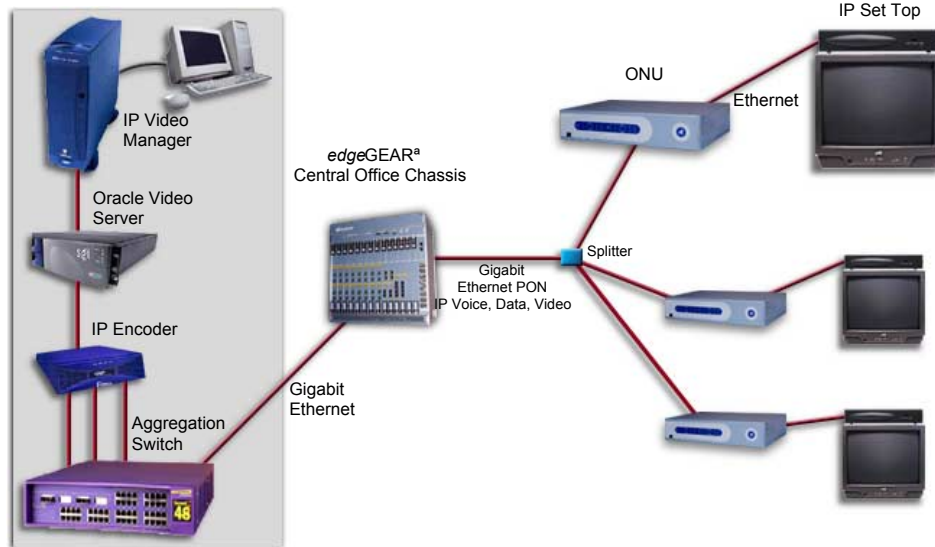 IP Set Top
ONU
Ethernet
IP Video
Manager
edgeGEARª
Central Office Chassis
Oracle Video
Server
Splitter
Gigabit
Ethernet PON
IP Voice, Data, Video
IP Encoder
Gigabit
Ethernet
Aggregation
Switch
48